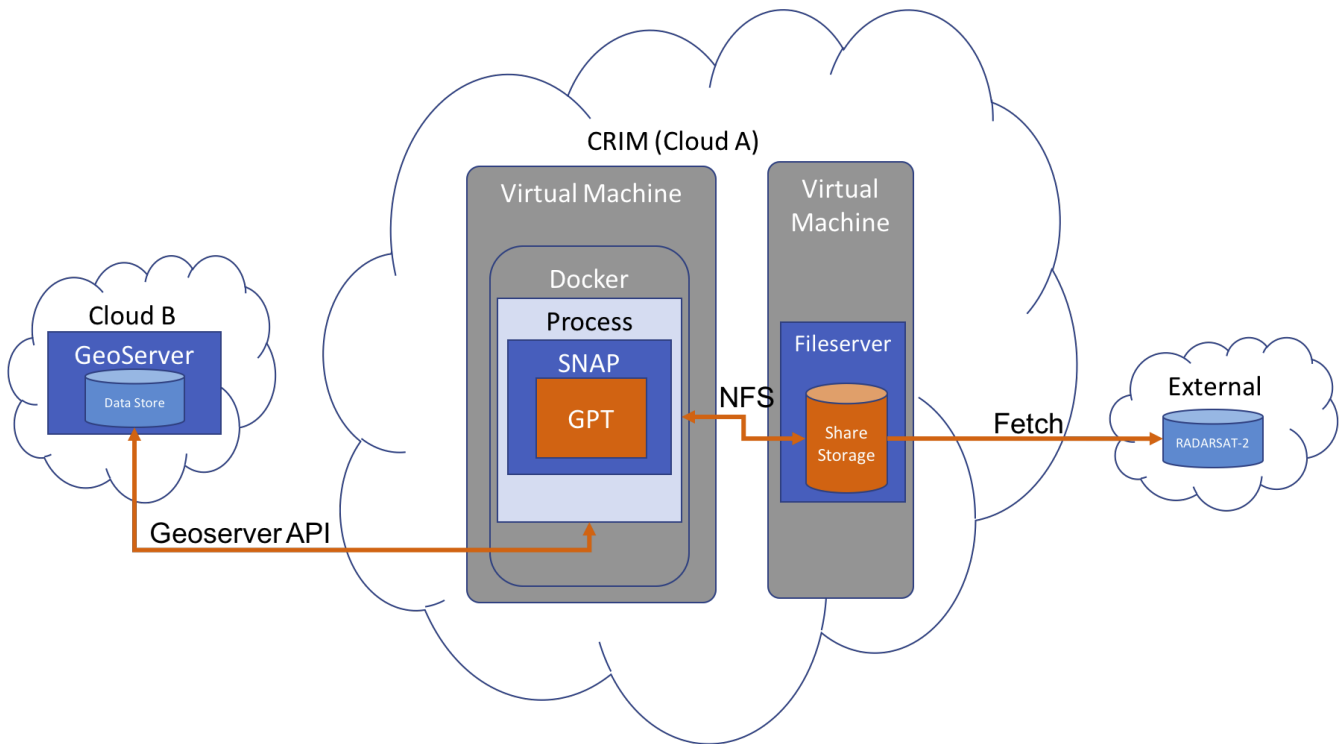 CRIM (Cloud A)
Virtual Machine
Virtual
Machine
Docker
Process
SNAP
GPT
Cloud B
GeoServer
Data Store
Fileserver
Share
Storage
NFS
Fetch
External
RADARSAT-2
Geoserver API